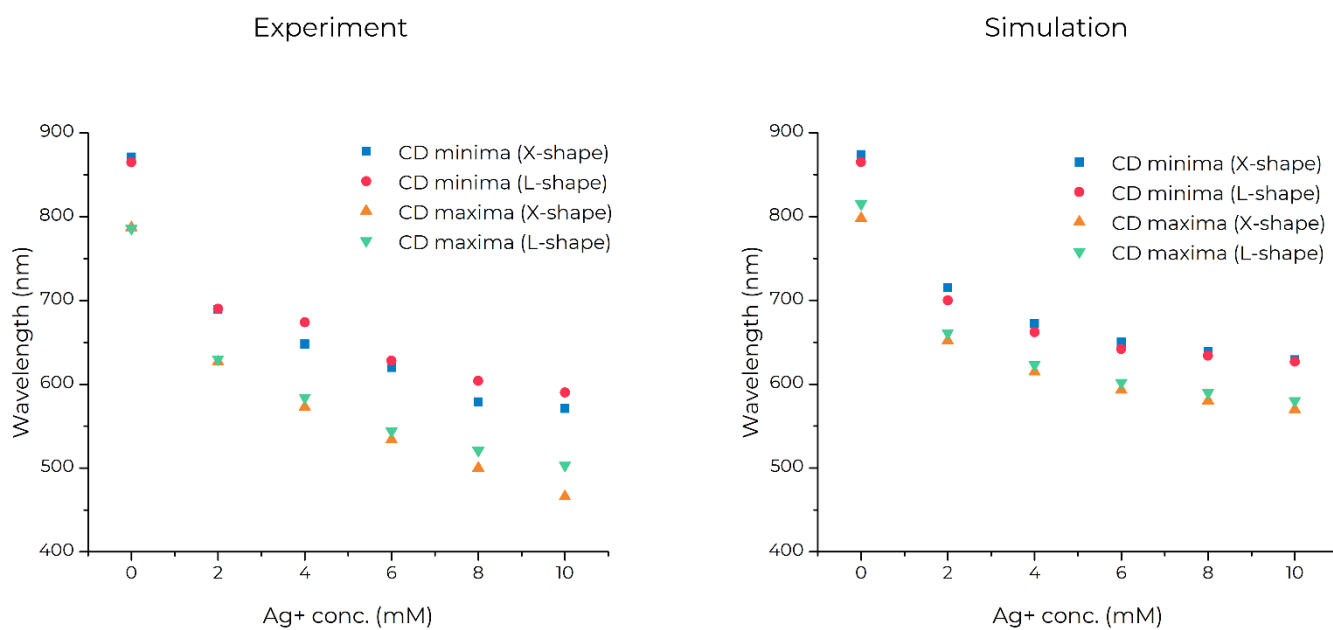 Experiment
900
800
700
600
500
400
Wavelength (nm)
CD minima (X-shape)
CD minima (L-shape)
CD maxima (X-shape)
CD maxima (L-shape)
0 2 4 6 8 10
Ag+ conc. (mM)
Simulation
900
800
700
600
500
400
Wavelength (nm)
CD minima (X-shape)
CD minima (L-shape)
CD maxima (X-shape)
CD maxima (L-shape)
0 2 4 6 8 10
Ag+ conc. (mM)